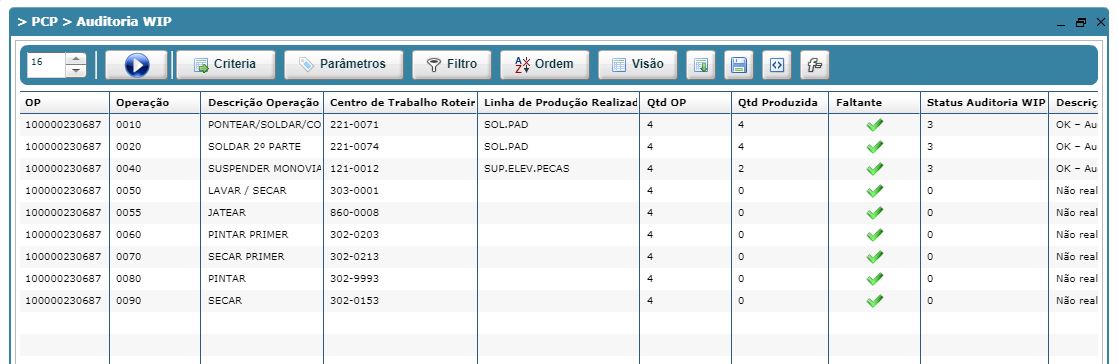 > PCP > Auditoria WIP
16 Criteria Parâmetros Filtro Ordem Visão
OP Operação Descrição Operação Centro de Trabalho Roteir Linha de Produção Realizad Qtd OP Qtd Produzida Faltante Status Auditoria WIP Descriç
100000230687 0010 PONTEAR/SOLDAR/CO 221-0071 SOL.PAD 4 4 3 OK – Au
100000230687 0020 SOLDAR 2º PARTE 221-0074 SOL.PAD 4 4 3 OK – Au
100000230687 0040 SUSPENDER MONOVIA 121-0012 SUP.ELEV.PECAS 4 2 3 OK – Au
100000230687 0050 LAVAR / SECAR 303-0001 4 0 0 Não real
100000230687 0055 JATEAR 860-0008 4 0 0 Não real
100000230687 0060 PINTAR PRIMER 302-0203 4 0 0 Não real
100000230687 0070 SECAR PRIMER 302-0213 4 0 0 Não real
100000230687 0080 PINTAR 302-9993 4 0 0 Não real
100000230687 0090 SECAR 302-0153 4 0 0 Não real